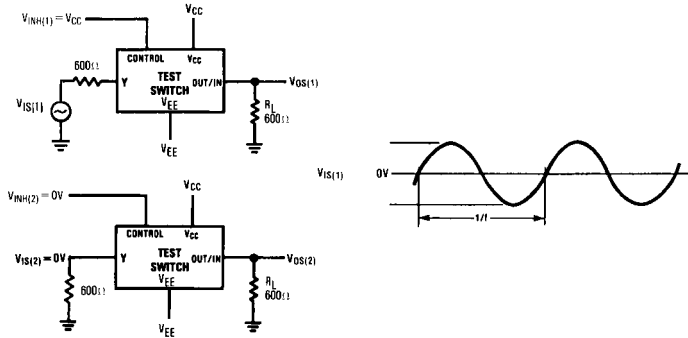 V_INH(1) = V_CC
V_CC
600Ω
CONTROL
V_CC
Y
TEST
SWITCH
OUT/IN
V_OS(1)
V_IS(1)
V_EE
R_L
600Ω
V_EE
V_INH(2) = 0V
V_CC
CONTROL
V_CC
V_IS(2) = 0V
Y
TEST
SWITCH
OUT/IN
V_OS(2)
600Ω
V_EE
R_L
600Ω
V_EE
V_IS(1)
0V
1/f